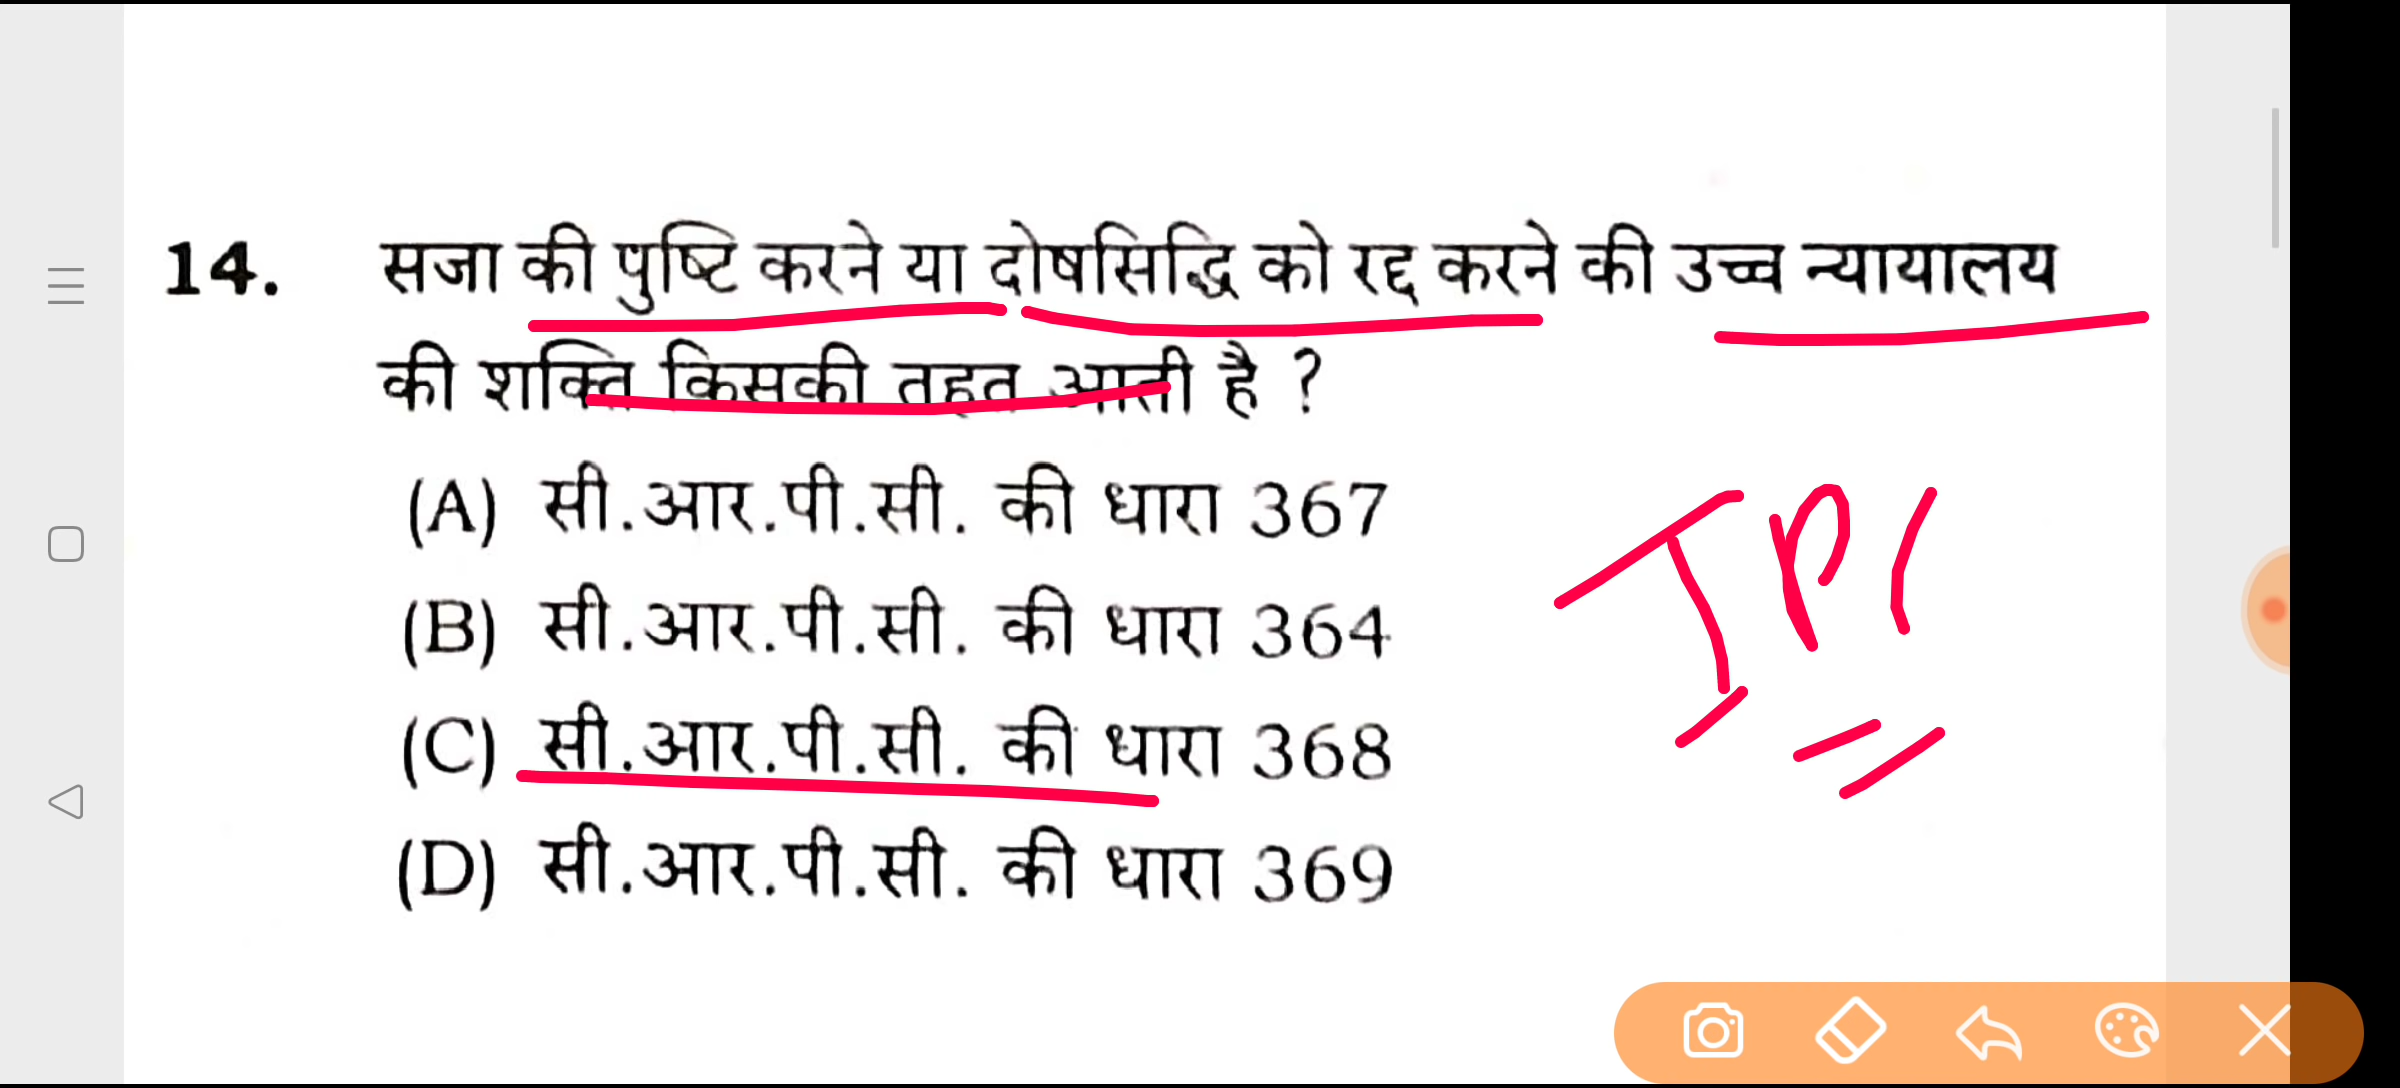 14. सजा की पुष्टि करने या दोषसिद्धि को रद्द करने की उच्च न्यायालय
की शक्ति किसकी तहत आती है ?
(A) सी.आर.पी.सी. की धारा 367
(B) सी.आर.पी.सी. की धारा 364
(C) सी.आर.पी.सी. की धारा 368
(D) सी.आर.पी.सी. की धारा 369
IPC